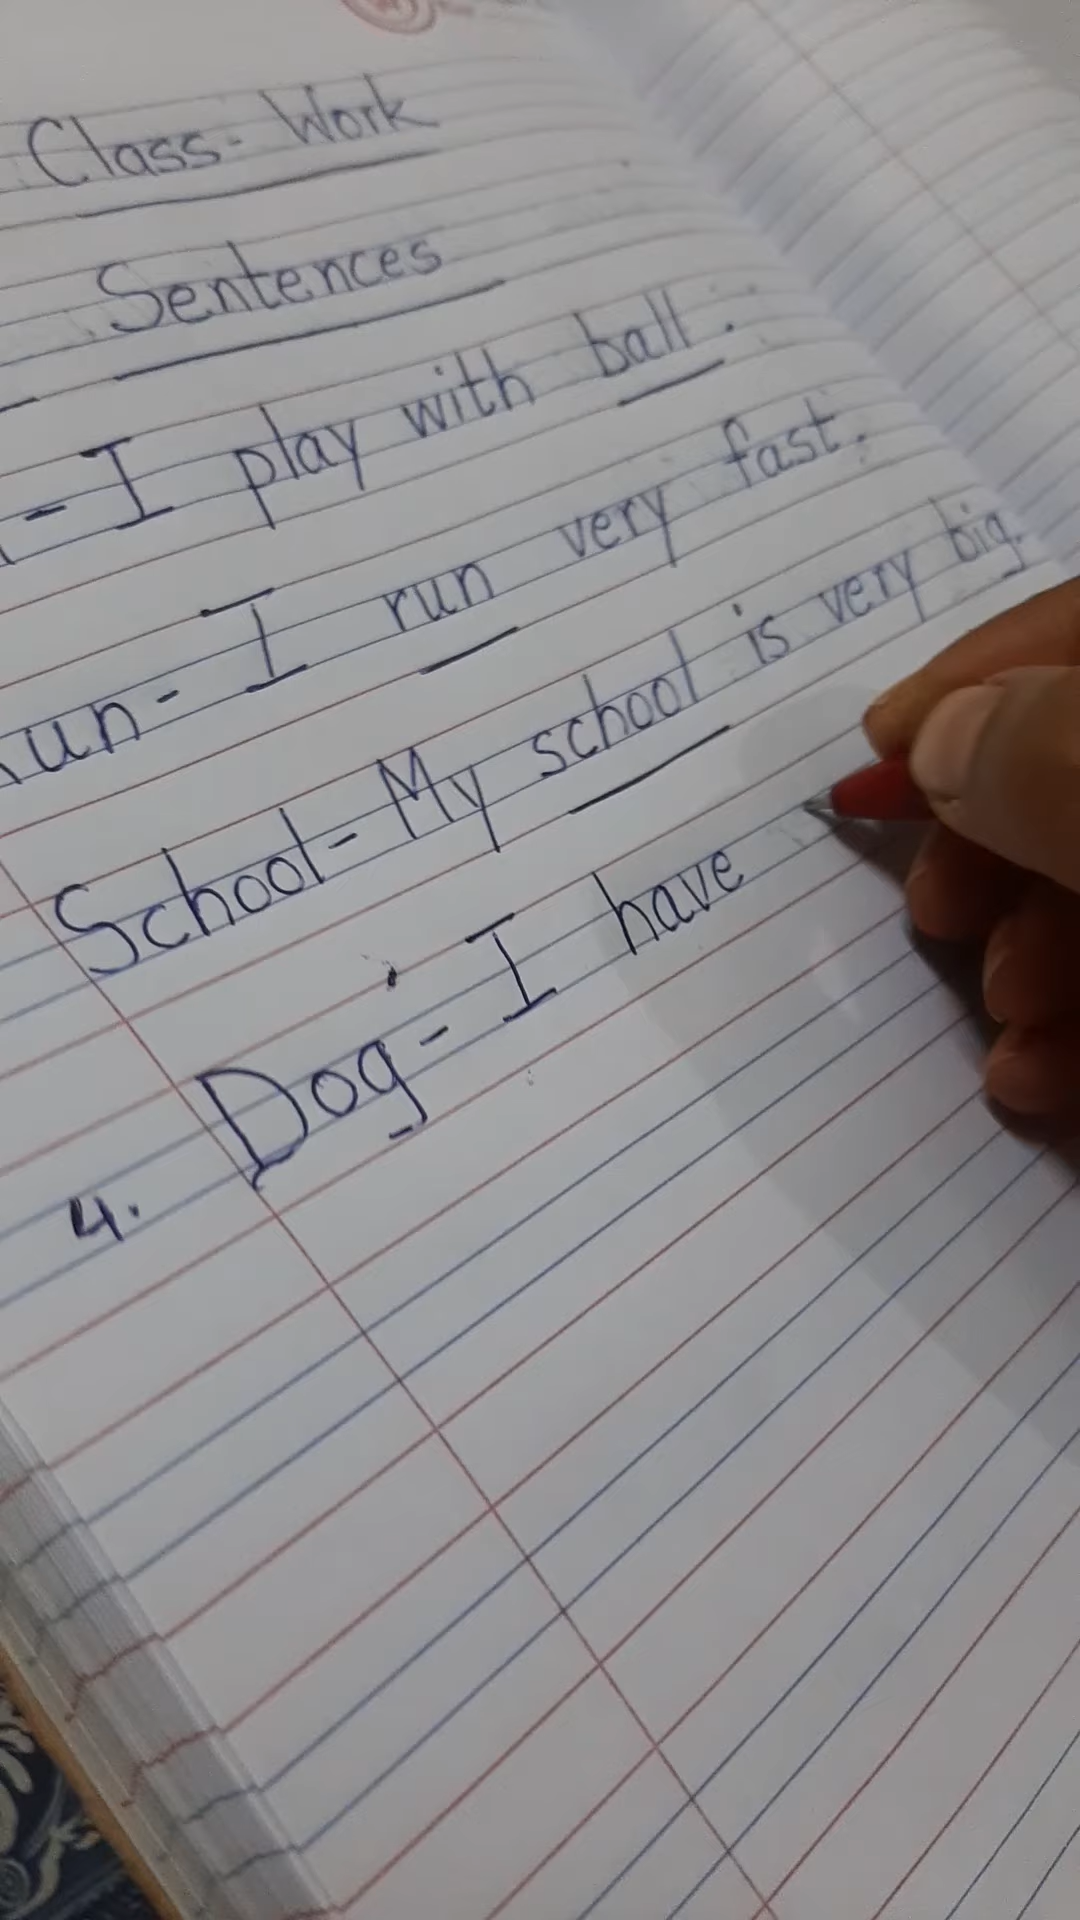 Class-Work
Sentences
- I play with ball.
un - I run very fast.
School - My school is very big.
4. Dog - I have